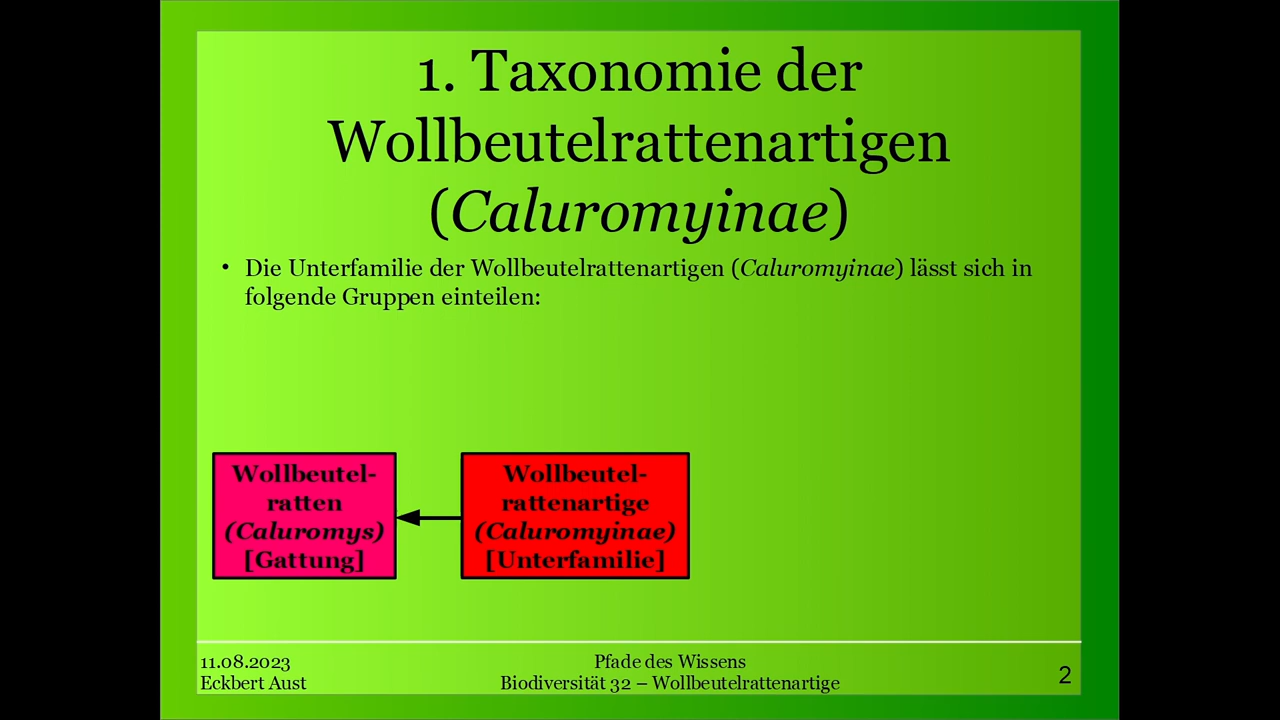 1. Taxonomie der
Wollbeutelrattenartigen
(Caluromyinae)
• Die Unterfamilie der Wollbeutelrattenartigen (Caluromyinae) lässt sich in
folgende Gruppen einteilen:
Wollbeutel-
ratten
(Caluromys)
[Gattung]
Wollbeutel-
rattenartige
(Caluromyinae)
[Unterfamilie]
11.08.2023
Eckbert Aust
Pfade des Wissens
Biodiversität 32 – Wollbeutelrattenartige
2